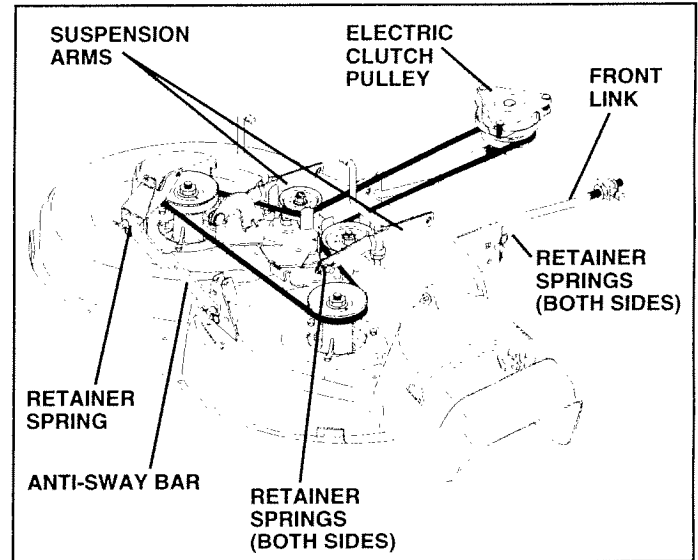 SUSPENSION
ARMS
ELECTRIC
CLUTCH
PULLEY
FRONT
LINK
RETAINER
SPRINGS
(BOTH SIDES)
RETAINER
SPRING
ANTI-SWAY BAR
RETAINER
SPRINGS
(BOTH SIDES)